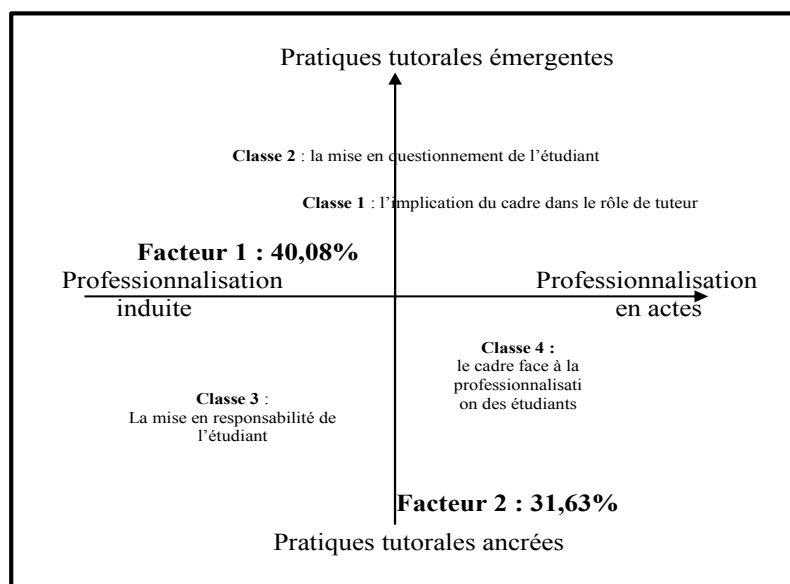 Pratiques tutorales émergentes
Classe 2 : la mise en questionnement de l'étudiant
Classe 1 : l'implication du cadre dans le rôle de tuteur
Facteur 1 : 40,08%
Professionnalisation
induite
Professionnalisation
en actes
Classe 4 :
le cadre face à la
professionnalisati
on des étudiants
Classe 3 :
La mise en responsabilité de
l'étudiant
Facteur 2 : 31,63%
Pratiques tutorales ancrées